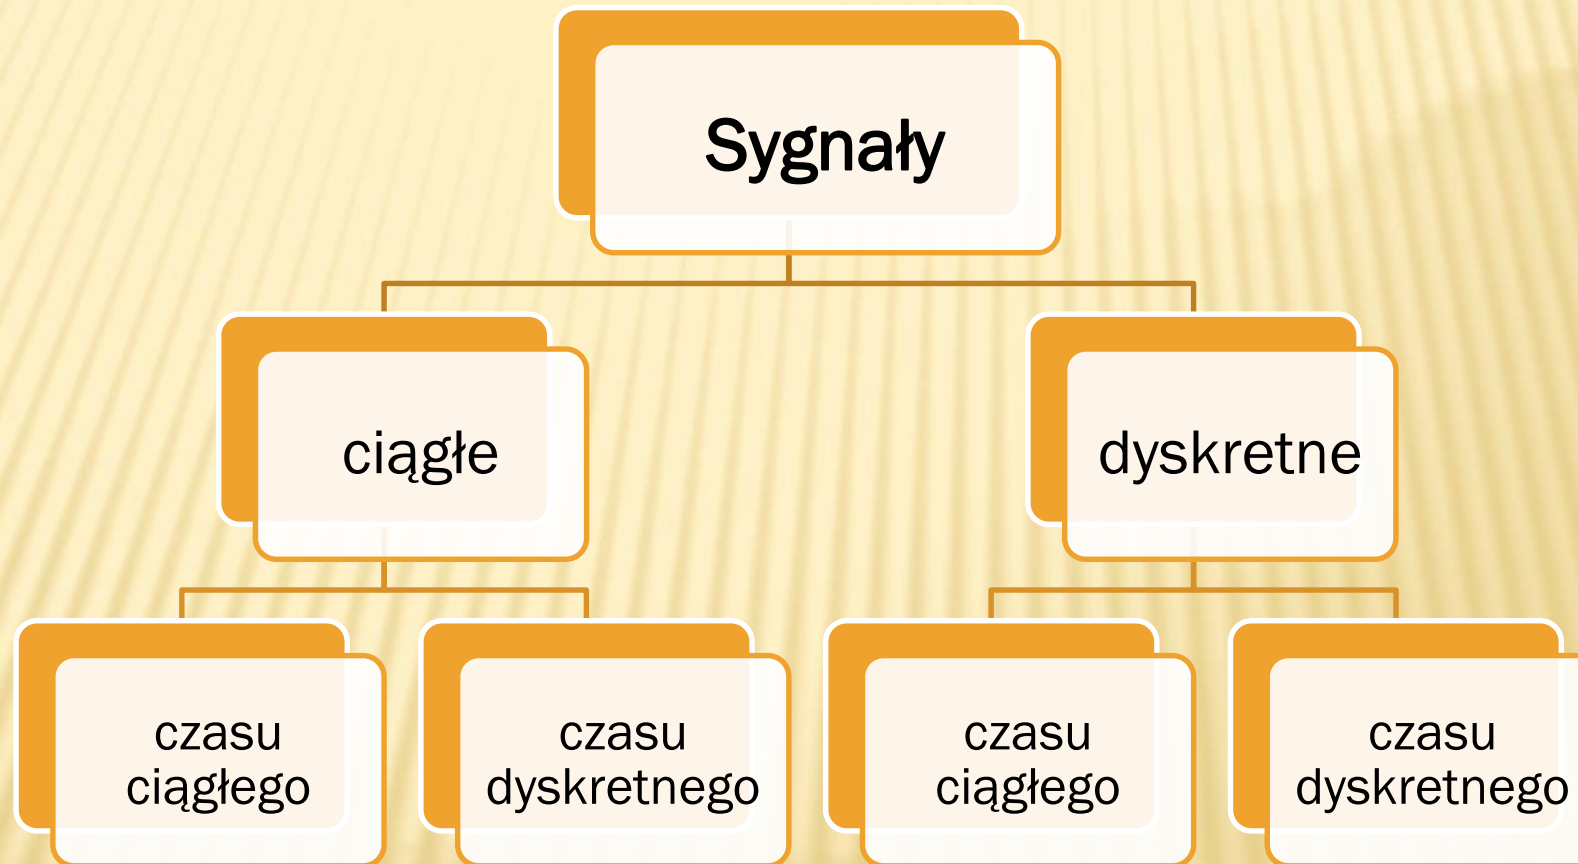 Sygnały
ciągłe
dyskretne
czasu
ciągłego
czasu
dyskretnego
czasu
ciągłego
czasu
dyskretnego